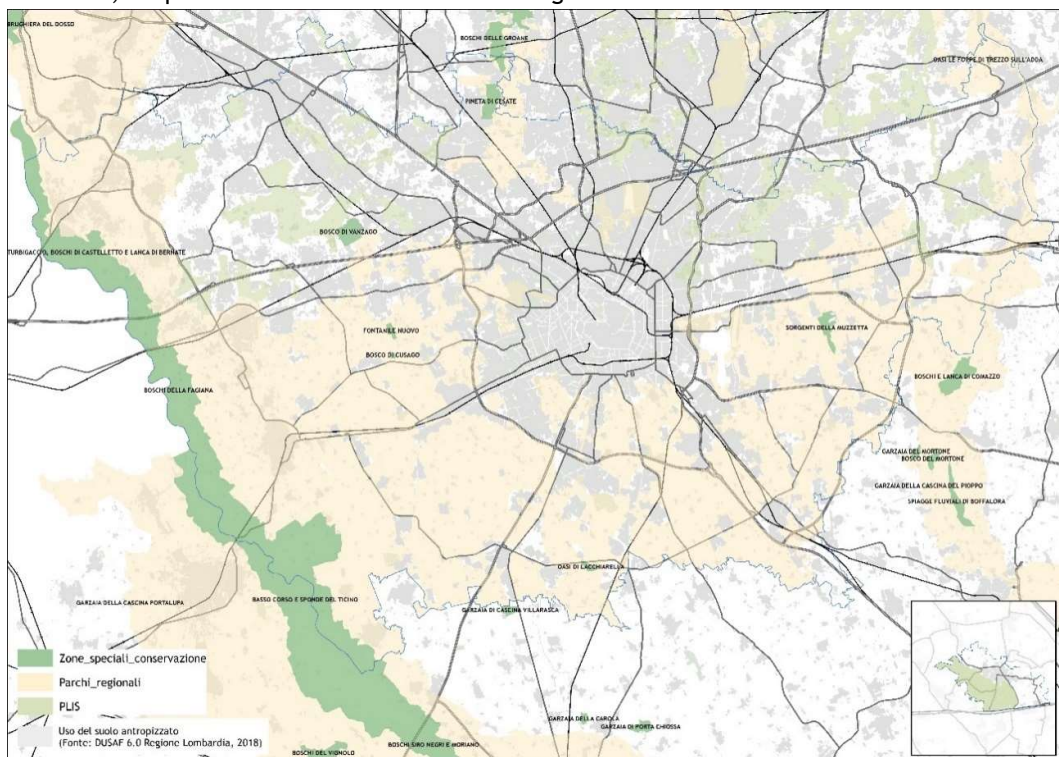 BRUGHIERA DEL DOSSO
BOSCHI DELLE GROANE
OASI LE FOPPE DI TREZZO SULL'ADDA
PINETA DI CESATE
BOSCO DI VANZAGO
TURBIGACCIO, BOSCHI DI CASTELLETTO E LANCA DI BERNATE
FONTANILE NUOVO
SORGENTI DELLA MUZZETTA
BOSCO DI CUSAGO
BOSCHI DELLA FAGIANA
BOSCHI E LANCA DI COMAZZO
GARZAIA DEL MORTONE
BOSCO DEL MORTONE
GARZAIA DELLA CASCINA DEL PIOPPO
SPIAGGE FLUVIALI DI BOFFALORA
OASI DI LACCHIARELLA
GARZAIA DELLA CASCINA PORTALUPA
BASSO CORSO E SPONDE DEL TICINO
GARZAIA DI CASCINA VILLARASCA
Zone_speciali_conservazione
Parchi_regionali
PLIS
Uso del suolo antropizzato
(Fonte: DUSAF 6.0 Regione Lombardia, 2018)
GARZAIA DELLA CAROLA
GARZAIA DI PORTA CHIOSSA
BOSCHI SIRO NEGRI E MORIANO
BOSCHI DEL VIGNOLO